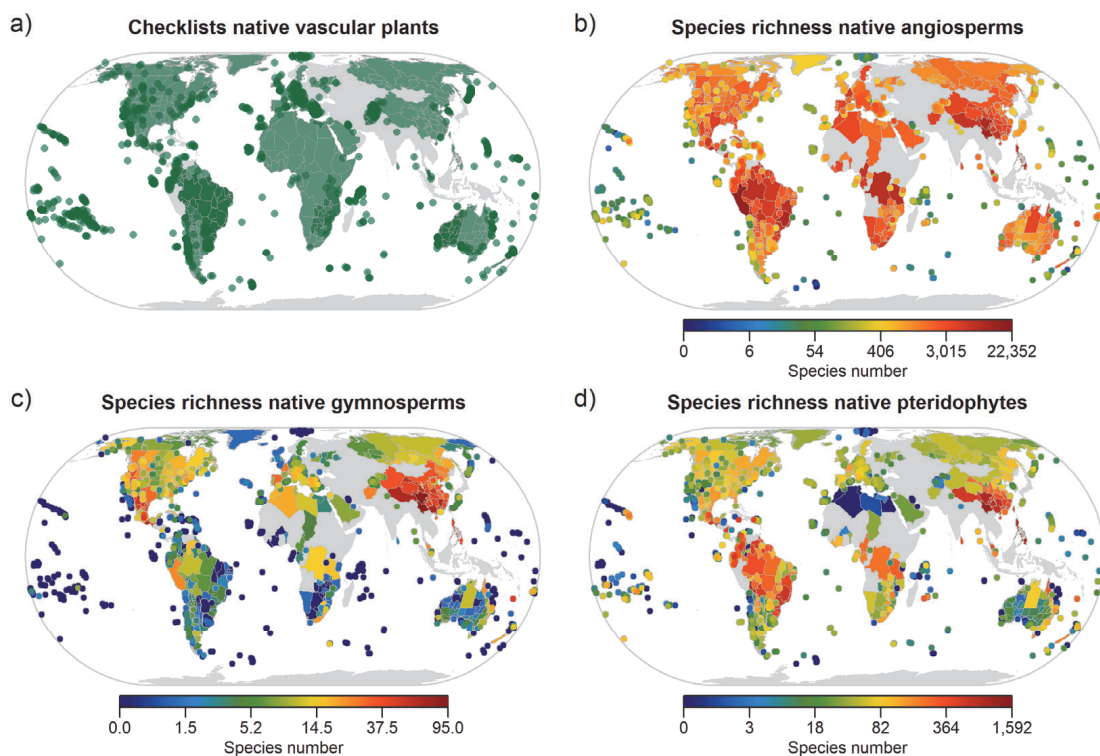 a) Checklists native vascular plants
b) Species richness native angiosperms
0 6 54 406 3,015 22,352
Species number
c) Species richness native gymnosperms
d) Species richness native pteridophytes
0.0 1.5 5.2 14.5 37.5 95.0
Species number
0 3 18 82 364 1,592
Species number